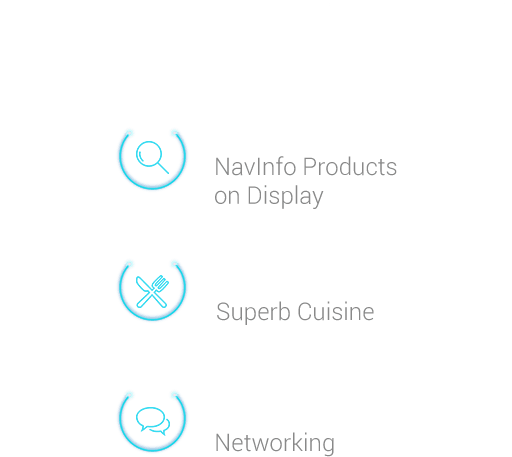 NavInfo Products
on Display
Superb Cuisine
Networking